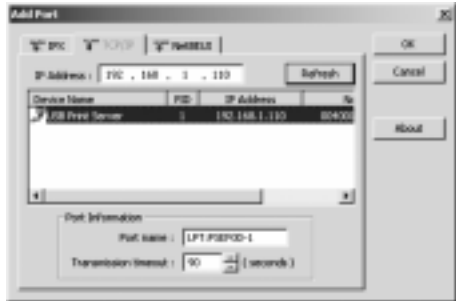 Add Port
IPX TCP/IP NetBEUI
OK
IP Address : 192 . 168 . 1 . 110 Refresh Cancel
Device Name PID IP Address
USB Print Server 1 192.168.1.110
About
Port Information
Port name :
Transmission timeout : 90 ( seconds )